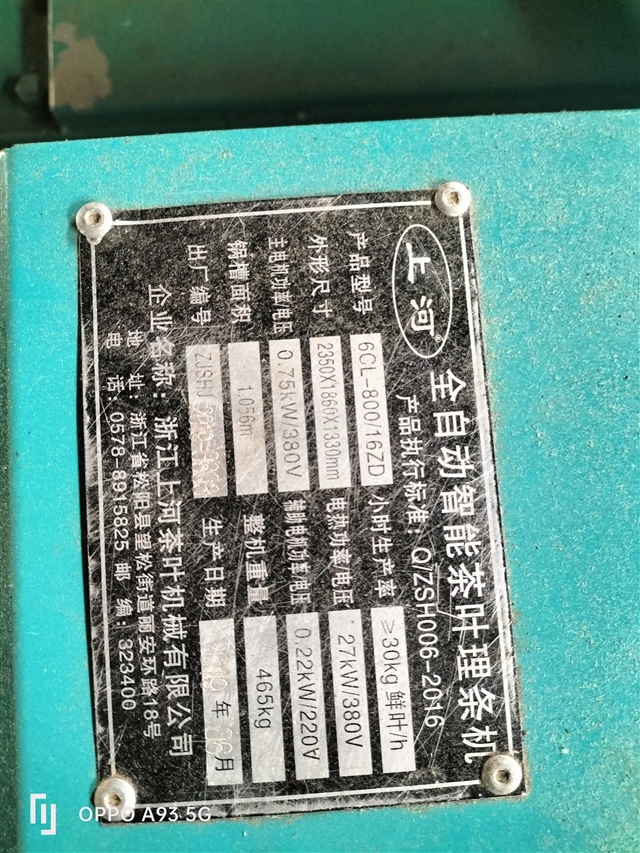 上河®
全自动智能茶叶理条机
产品执行标准：Q/ZSH006-2016
产品型号 6CL-800/16ZD 小时生产率 ≥30kg鲜叶/h
外形尺寸 2350X1860X1330mm 电热功率/电压 27kW/380V
主电机功率/电压 0.75kW/380V 辅助电机功率/电压 0.22kW/220V
锅槽面积 1.056m 整机重量 465kg
出厂编号 ZJSHJ 生产日期 年 月
企业名称：浙江上河茶叶机械有限公司
地址：浙江省松阳县望松街道丽安环路18号
电话：0578-8915825 邮编：323400
OPPO A93 5G